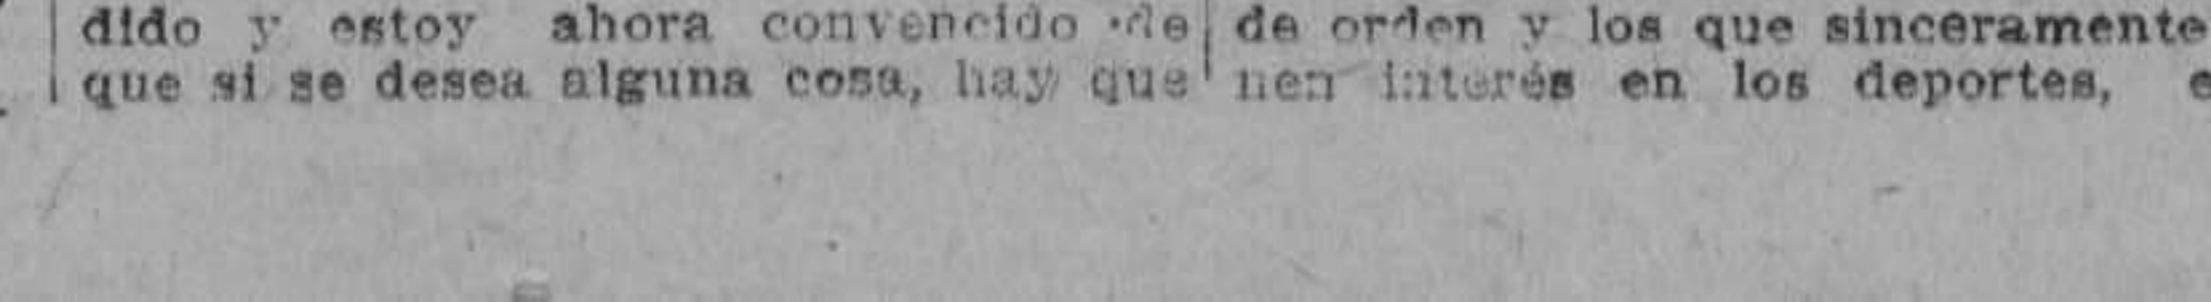 dido y estoy ahora convencido de
que si se desea alguna cosa, hay que
de orden y los que sinceramente
nen interés en los deportes,